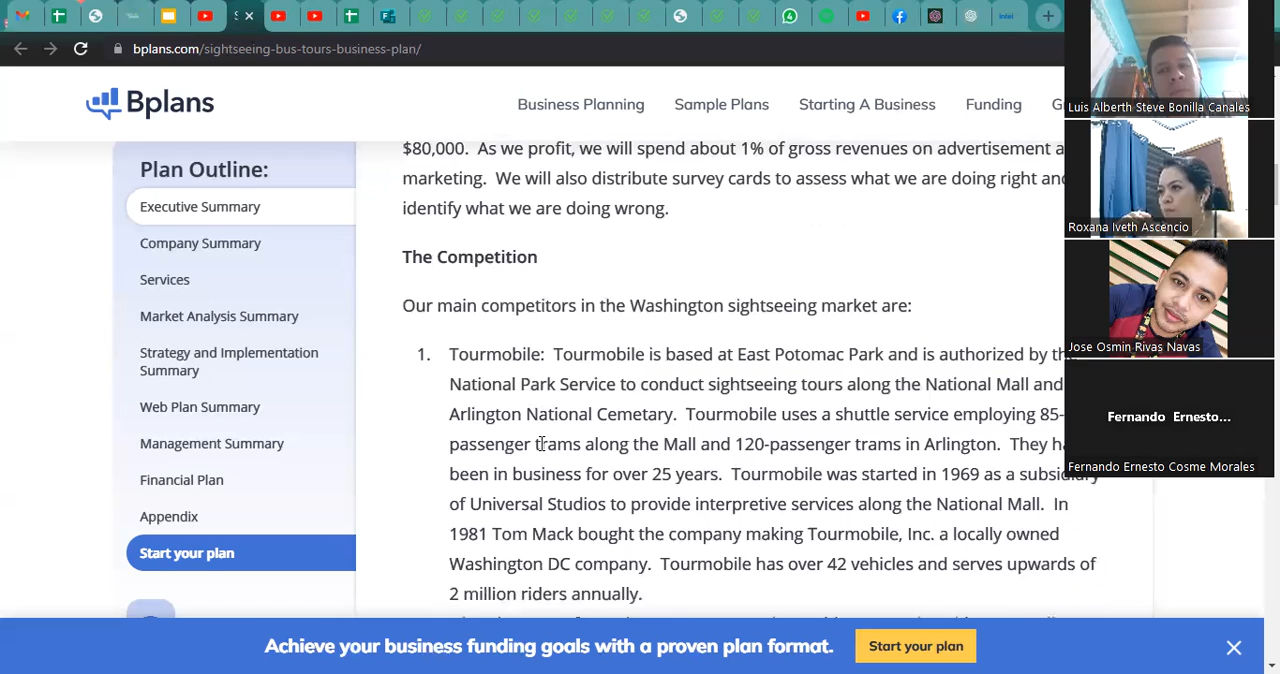 bplans.com/sightseeing-bus-tours-business-plan/
Bplans
Business Planning
Sample Plans
Starting A Business
Funding
Plan Outline:
Executive Summary
Company Summary
Services
Market Analysis Summary
Strategy and Implementation
Summary
Web Plan Summary
Management Summary
Financial Plan
Appendix
Start your plan
$80,000. As we profit, we will spend about 1% of gross revenues on advertisement
marketing. We will also distribute survey cards to assess what we are doing right and
identify what we are doing wrong.
The Competition
Our main competitors in the Washington sightseeing market are:
1. Tourmobile: Tourmobile is based at East Potomac Park and is authorized by the
National Park Service to conduct sightseeing tours along the National Mall and
Arlington National Cemetary. Tourmobile uses a shuttle service employing 85-
passenger trams along the Mall and 120-passenger trams in Arlington. They
been in business for over 25 years. Tourmobile was started in 1969 as a subsidiary
of Universal Studios to provide interpretive services along the National Mall. In
1981 Tom Mack bought the company making Tourmobile, Inc. a locally owned
Washington DC company. Tourmobile has over 42 vehicles and serves upwards of
2 million riders annually.
Achieve your business funding goals with a proven plan format.
Start your plan
Luis Alberth Steve Bonilla Canales
Roxana Iveth Ascencio
Jose Osmin Rivas Navas
Fernando Ernesto...
Fernando Ernesto Cosme Morales